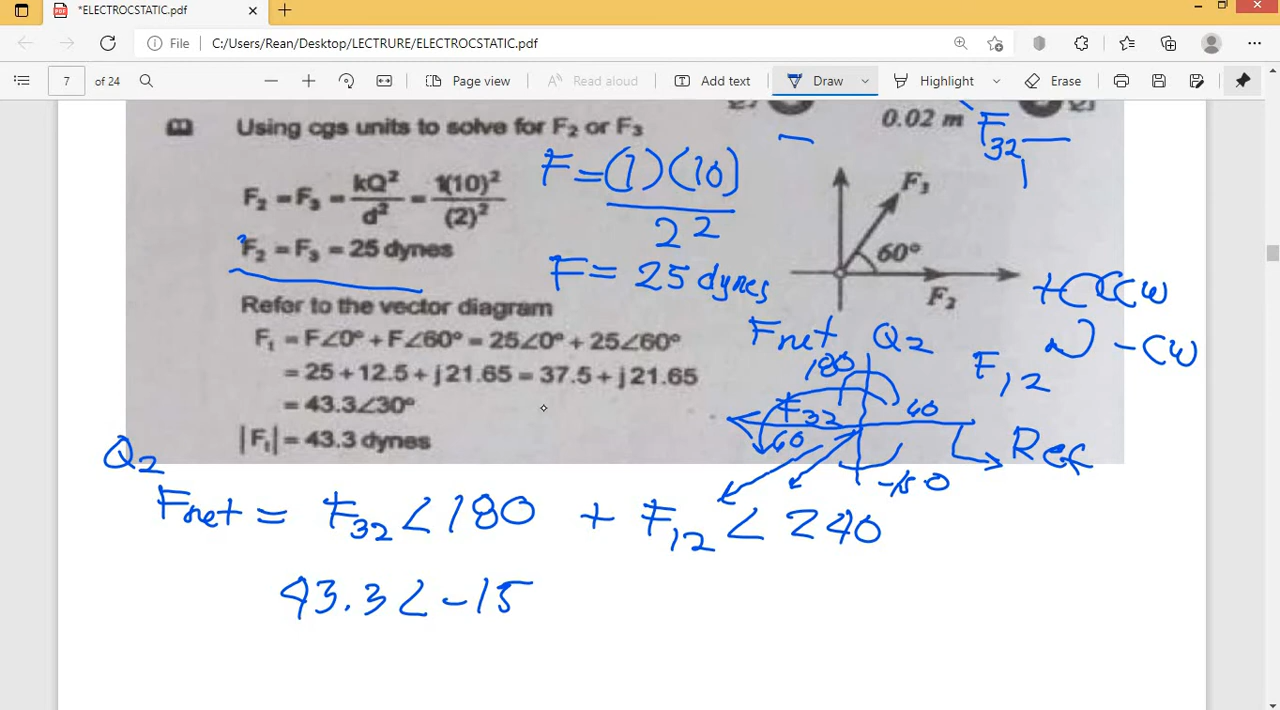 *ELECTROCSTATIC.pdf
File C:/Users/Rean/Desktop/LECTRURE/ELECTROCSTATIC.pdf
7 of 24 Page view Read aloud Add text Draw Highlight Erase
Using cgs units to solve for F2 or F3
F2 = F3 = kQ²/d² = 1(10)²/(2)²
F2 = F3 = 25 dynes
Refer to the vector diagram
F1 = F∠0° + F∠60° = 25∠0° + 25∠60°
= 25 + 12.5 + j21.65 = 37.5 + j21.65
= 43.3∠30°
|F1| = 43.3 dynes
F = (1)(10)/2²
F = 25 dynes
0.02 m
F32
F3
60°
F2
+ CCW
- CW
Fnet Q2
F12
180
F32
60
60
Ref
Q2
Fnet = F32 ∠180 + F12 ∠ 240
43.3 ∠ -15